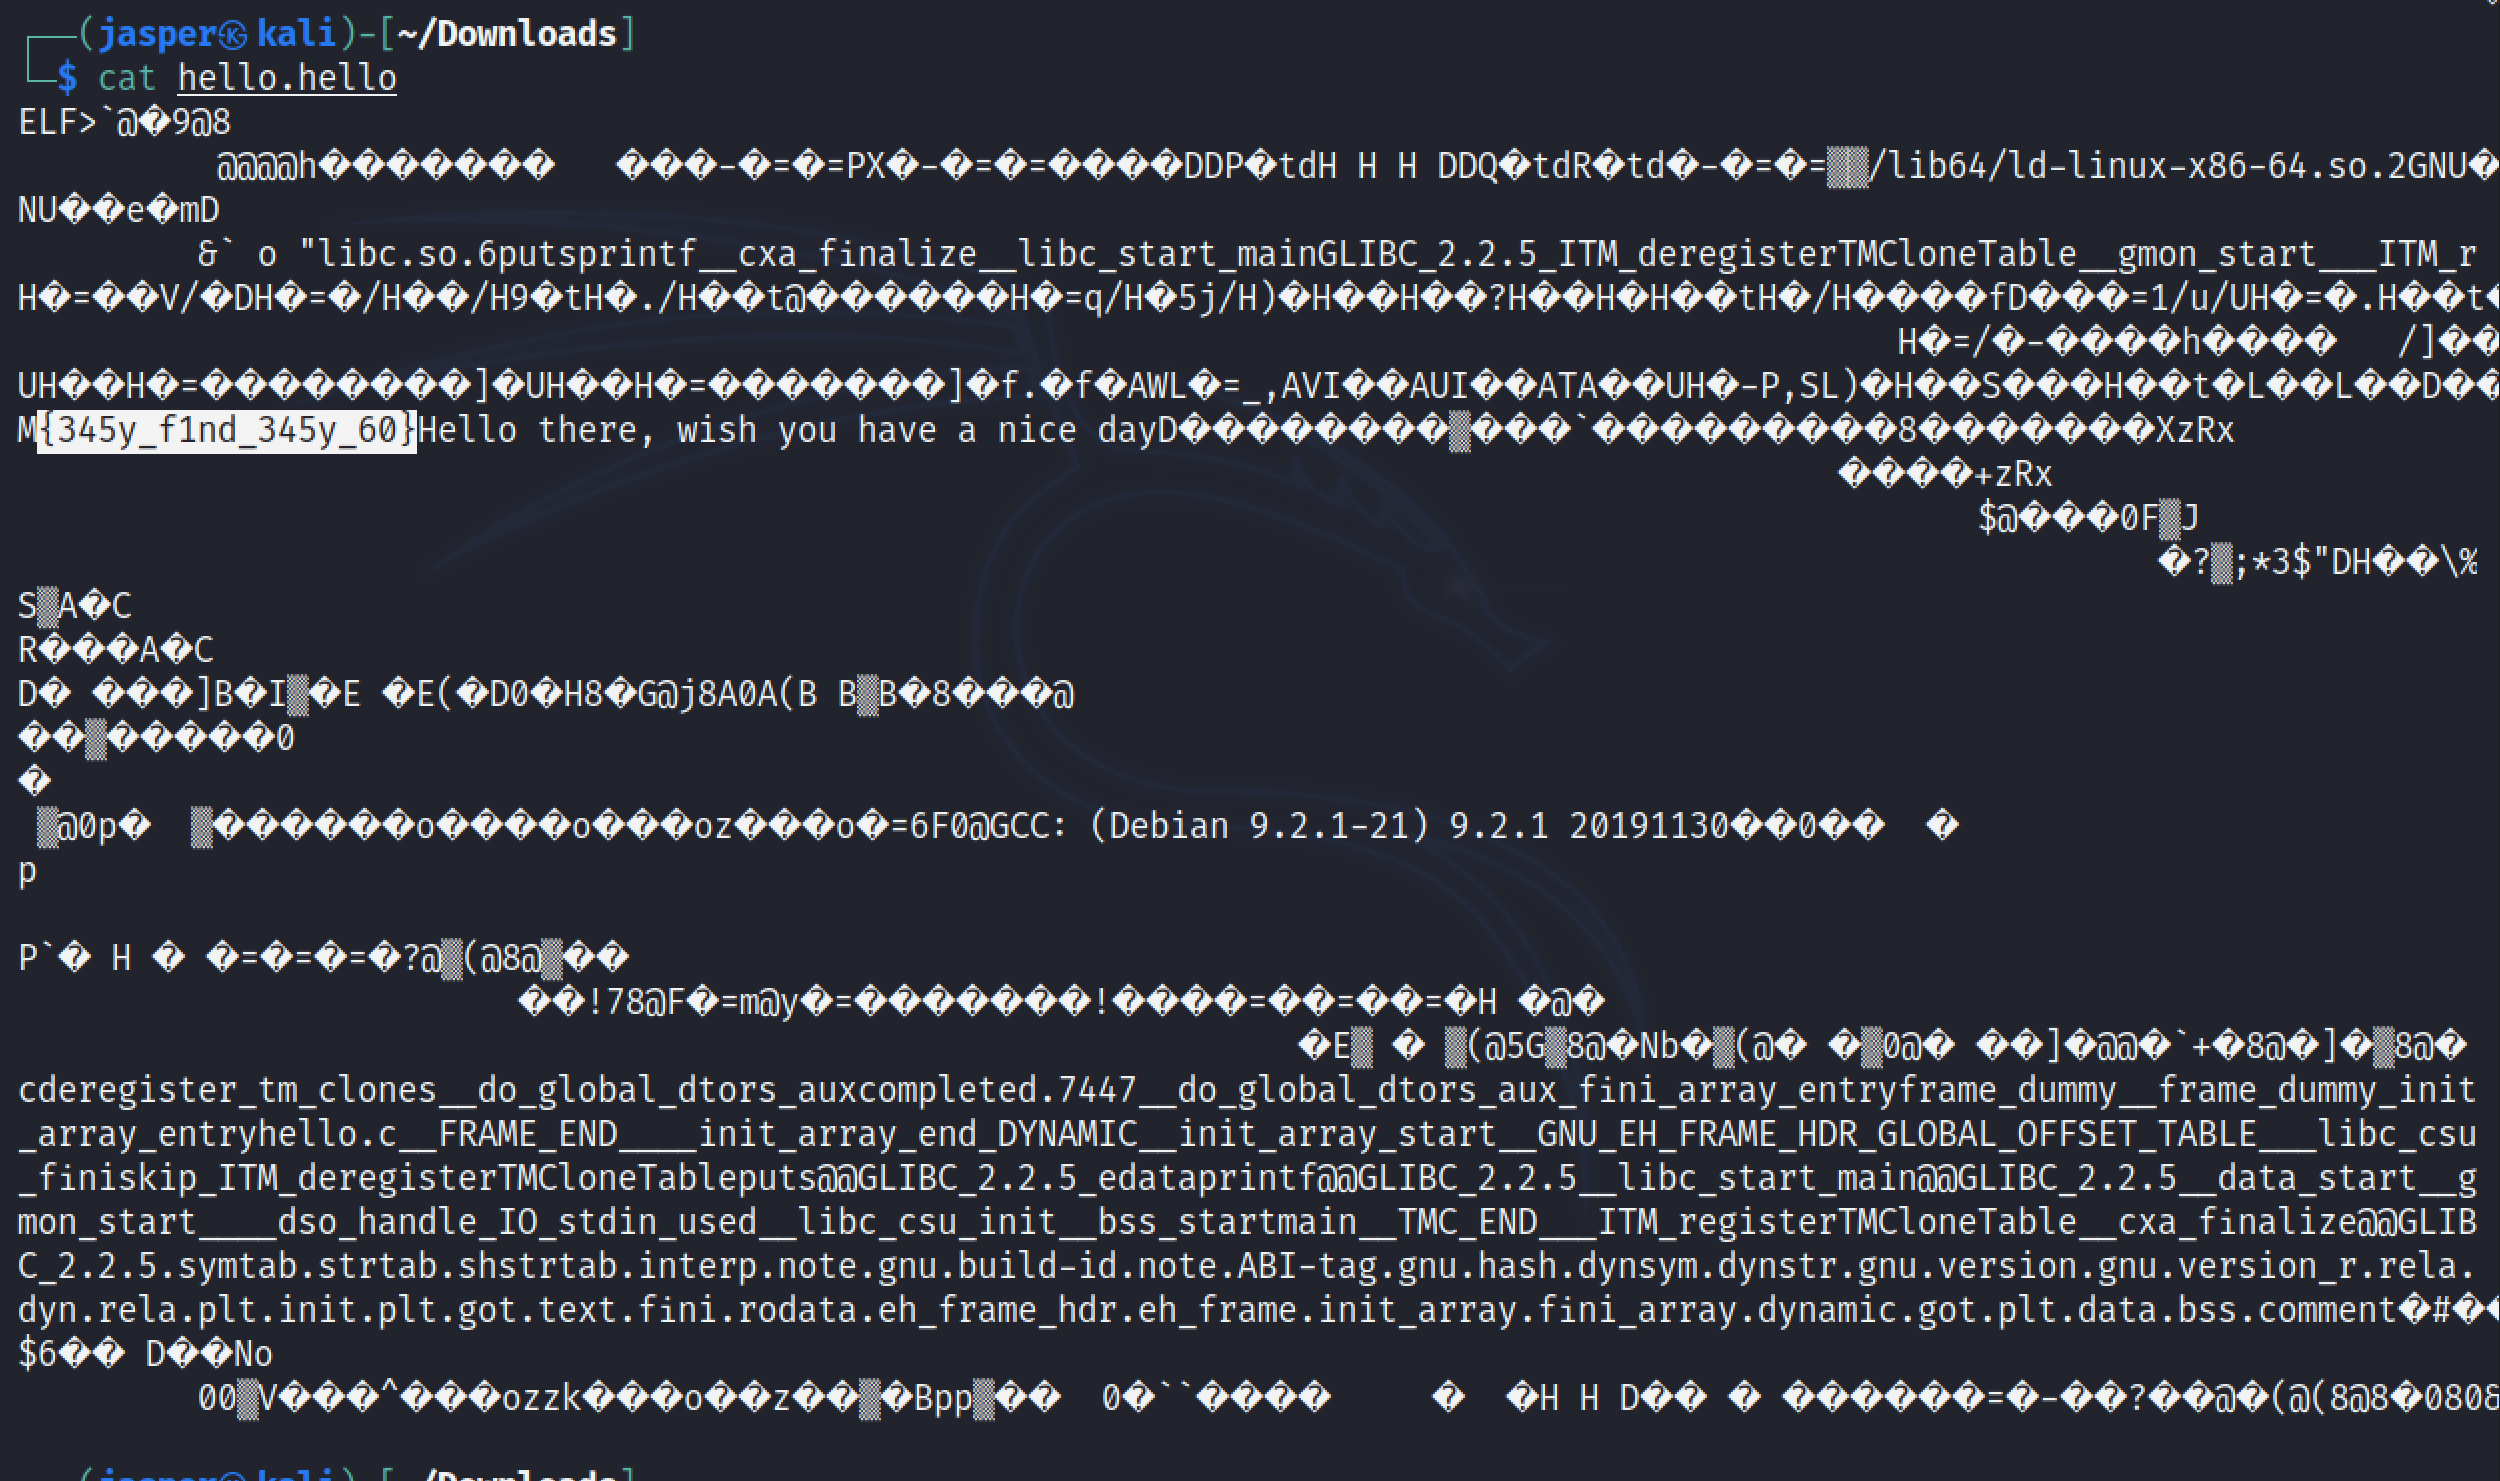 (jasper㉿kali)-[~/Downloads]
$ cat hello.hello
ELF>`@�9@8
@@@@h������� ���-�=�=PX�-�=�=����DDP�tdH H H DDQ�tdR�td�-�=�=▒▒/lib64/ld-linux-x86-64.so.2GNU�
NU��e�mD
&` o "libc.so.6putsprintf__cxa_finalize__libc_start_mainGLIBC_2.2.5_ITM_deregisterTMCloneTable__gmon_start___ITM_r
H�=��V/�DH�=�/H��/H9�tH�./H��t@������H�=q/H�5j/H)�H��H��?H��H�H��tH�/H����fD���=1/u/UH�=�.H��t�
H�=/�-����h���� /]��
UH��H�=���������]�UH��H�=�������]�f.�f�AWL�=_,AVI��AUI��ATA��UH�-P,SL)�H��S���H��t�L��L��D��
M{345y_f1nd_345y_60}Hello there, wish you have a nice dayD��������▒���`���������8�������XzRx
����+zRx
$@���0F▒J
�?▒;*3$"DH��\%
S▒A�C
R���A�C
D� ���]B�I▒�E �E(�D0�H8�G@j8A0A(B B▒B�8���@
��▒�����0
�
▒@0p� ▒������o����o���oz���o�=6F0@GCC: (Debian 9.2.1-21) 9.2.1 20191130��0�� �
p
P`� H � �=�=�=�?@▒(@8@▒��
��!78@F�=m@y�=�������!����=��=��=�H �@�
�E▒ � ▒(@5G▒8@�Nb�▒(@� �▒0@� ��]�@@�`+�8@�]�▒8@�
cderegister_tm_clones__do_global_dtors_auxcompleted.7447__do_global_dtors_aux_fini_array_entryframe_dummy__frame_dummy_init
_array_entryhello.c__FRAME_END____init_array_end_DYNAMIC__init_array_start__GNU_EH_FRAME_HDR_GLOBAL_OFFSET_TABLE___libc_csu
_finiskip_ITM_deregisterTMCloneTableputs@@GLIBC_2.2.5_edataprintf@@GLIBC_2.2.5__libc_start_main@@GLIBC_2.2.5__data_start__g
mon_start____dso_handle_IO_stdin_used__libc_csu_init__bss_startmain__TMC_END___ITM_registerTMCloneTable__cxa_finalize@@GLIB
C_2.2.5.symtab.strtab.shstrtab.interp.note.gnu.build-id.note.ABI-tag.gnu.hash.dynsym.dynstr.gnu.version.gnu.version_r.rela.
dyn.rela.plt.init.plt.got.text.fini.rodata.eh_frame_hdr.eh_frame.init_array.fini_array.dynamic.got.plt.data.bss.comment�#��
$6�� D��No
00▒V���^���ozzk���o��z��▒�Bpp▒�� 0�``���� � �H H D�� � ������=�-��?��@�(@(8@8�080
(jasper㉿kali)-[~/Downloads]